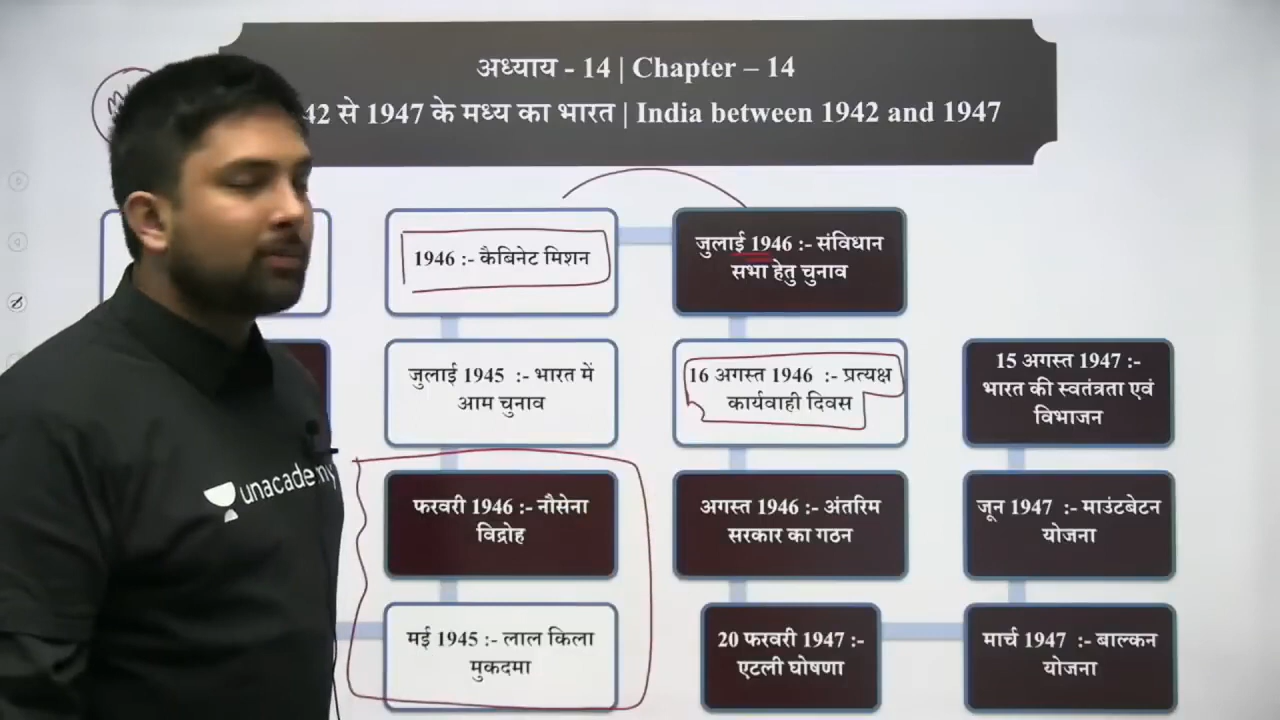 अध्याय - 14 | Chapter – 14
42 से 1947 के मध्य का भारत | India between 1942 and 1947
1946 :- कैबिनेट मिशन
जुलाई 1946 :- संविधान
सभा हेतु चुनाव
जुलाई 1945 :- भारत में
आम चुनाव
16 अगस्त 1946 :- प्रत्यक्ष
कार्यवाही दिवस
15 अगस्त 1947 :-
भारत की स्वतंत्रता एवं
विभाजन
फरवरी 1946 :- नौसेना
विद्रोह
अगस्त 1946 :- अंतरिम
सरकार का गठन
जून 1947 :- माउंटबेटन
योजना
मई 1945 :- लाल किला
मुकदमा
20 फरवरी 1947 :-
एटली घोषणा
मार्च 1947 :- बाल्कन
योजना
unacademy